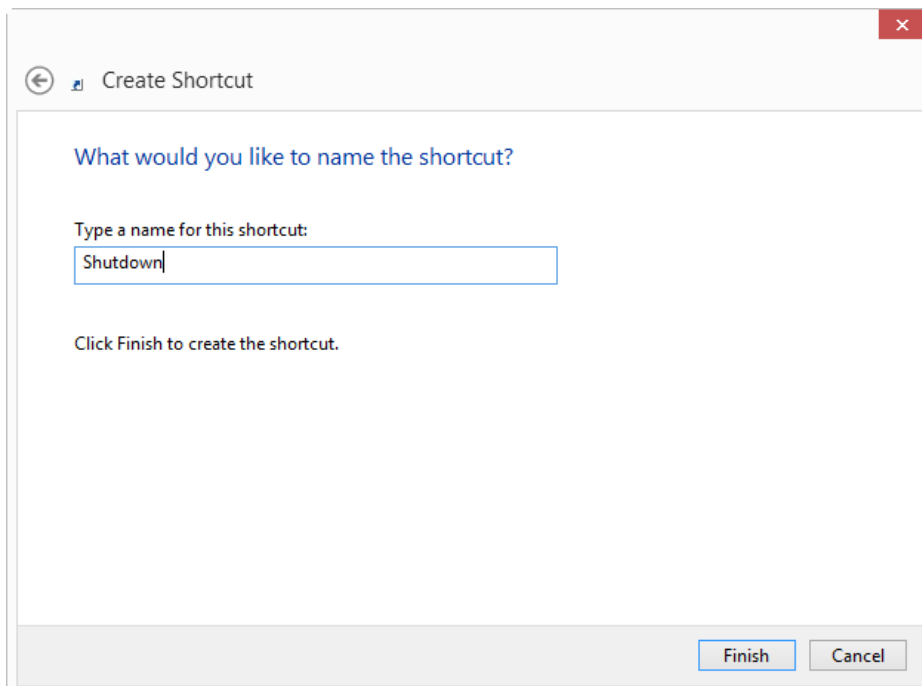 Create Shortcut
What would you like to name the shortcut?
Type a name for this shortcut:
Shutdown
Click Finish to create the shortcut.
Finish Cancel